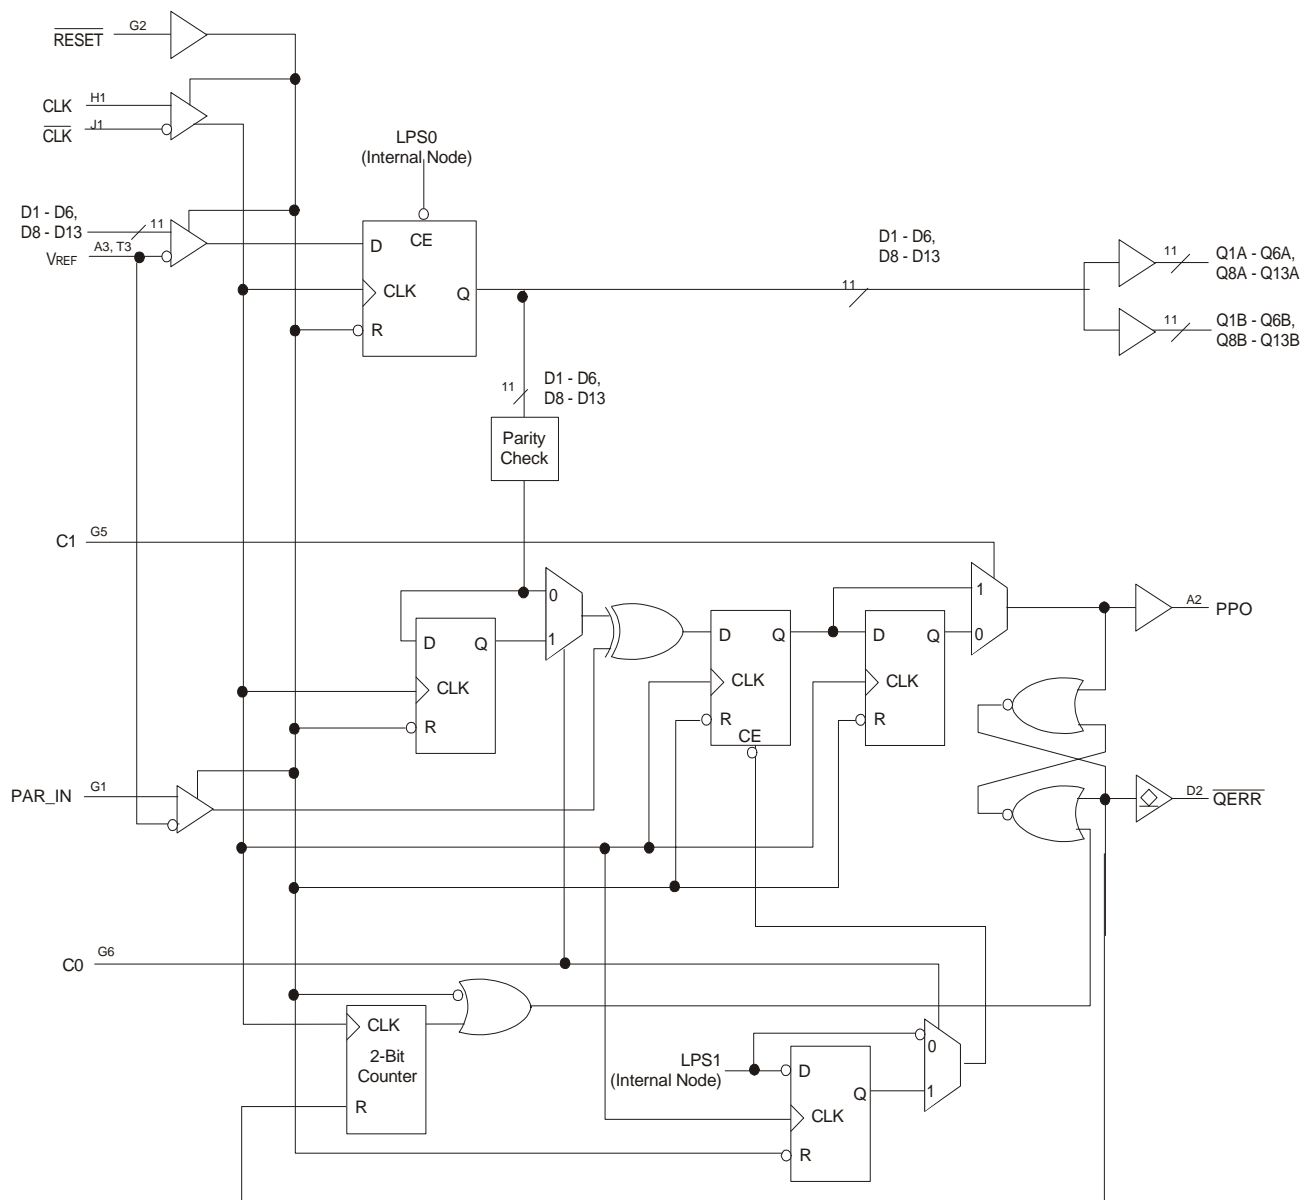 RESET
G2
CLK
H1
CLK
J1
LPS0
(Internal Node)
D1 - D6,
D8 - D13
11
VREF
A3, T3
D
CE
CLK
Q
R
D1 - D6,
D8 - D13
11
11
Q1A - Q6A,
Q8A - Q13A
11
Q1B - Q6B,
Q8B - Q13B
11
D1 - D6,
D8 - D13
Parity
Check
C1
G5
0
1
D
Q
CLK
R
D
Q
CLK
R
CE
D
Q
CLK
R
1
0
A2
PPO
PAR_IN
G1
D2
QERR
C0
G6
CLK
2-Bit
Counter
R
LPS1
(Internal Node)
D
Q
CLK
R
0
1